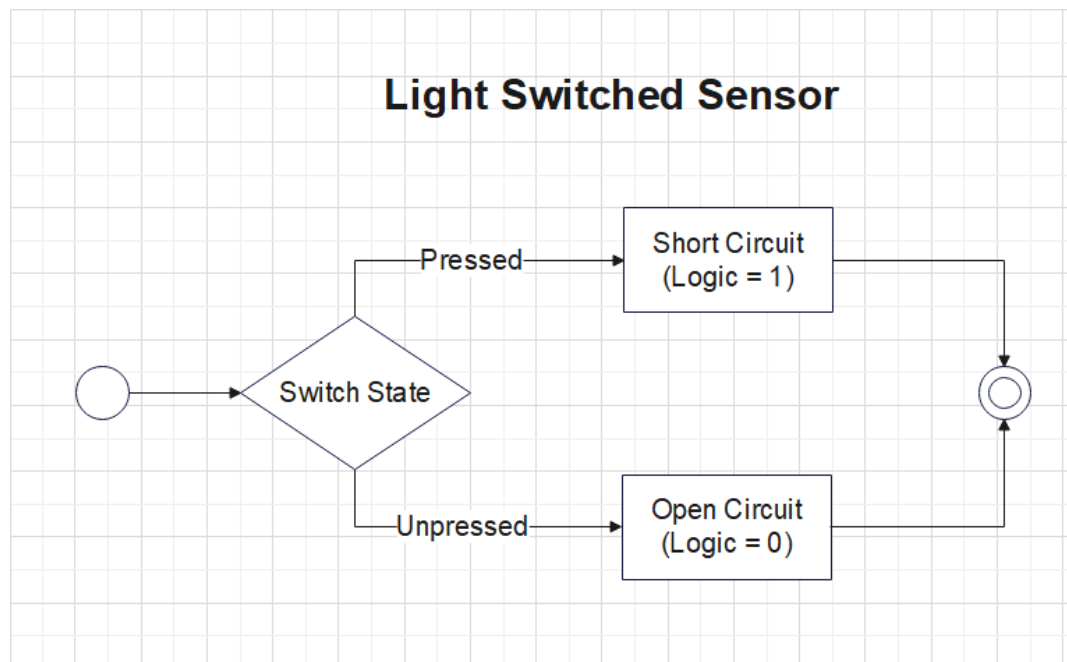 Light Switched Sensor
Pressed
Short Circuit
(Logic = 1)
Switch State
Unpressed
Open Circuit
(Logic = 0)